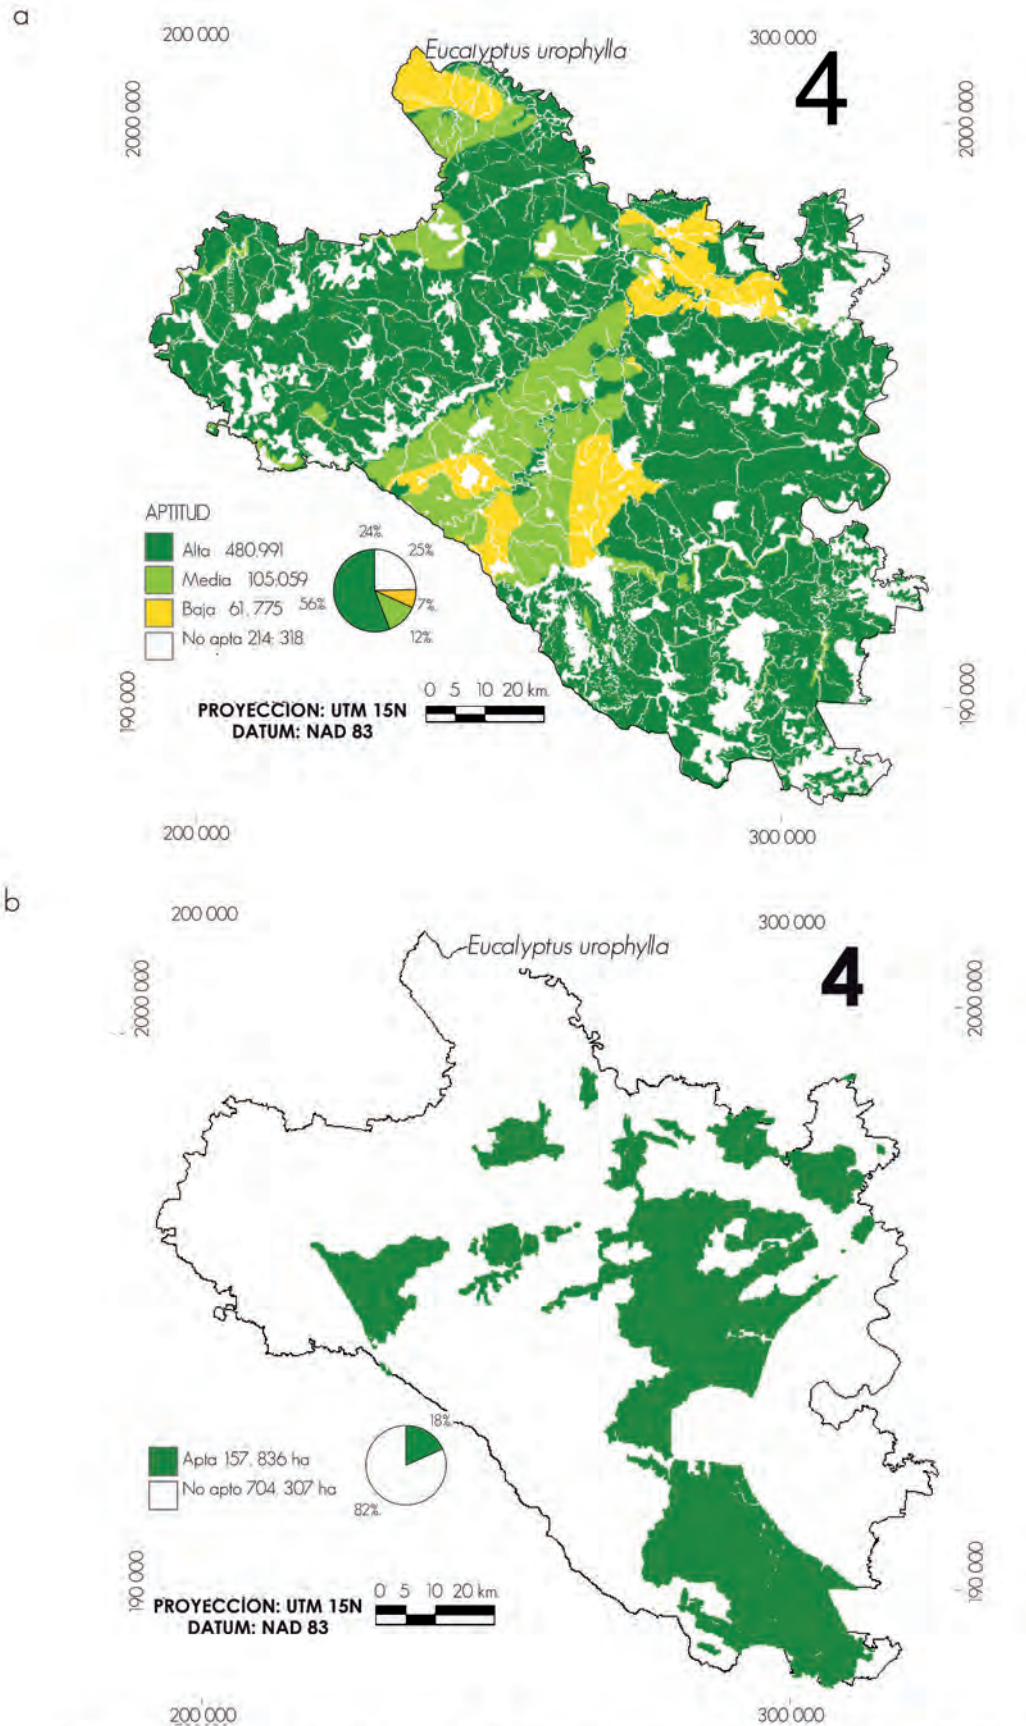 a
200 000
300 000
Eucalyptus urophylla
4
2000 000
2000 000
APTITUD
Alta 480.991
Media 105.059
Baja 61.775
No apta 214 318
24%
25%
56%
7%
12%
0 5 10 20 km.
PROYECCION: UTM 15N
DATUM: NAD 83
190 000
190 000
200 000
300 000
b
200 000
300 000
Eucalyptus urophylla
4
2000 000
2000 000
Apta 157. 836 ha
No apto 704 307 ha
18%
82%
0 5 10 20 km
PROYECCION: UTM 15N
DATUM: NAD 83
190 000
190 000
200 000
300 000